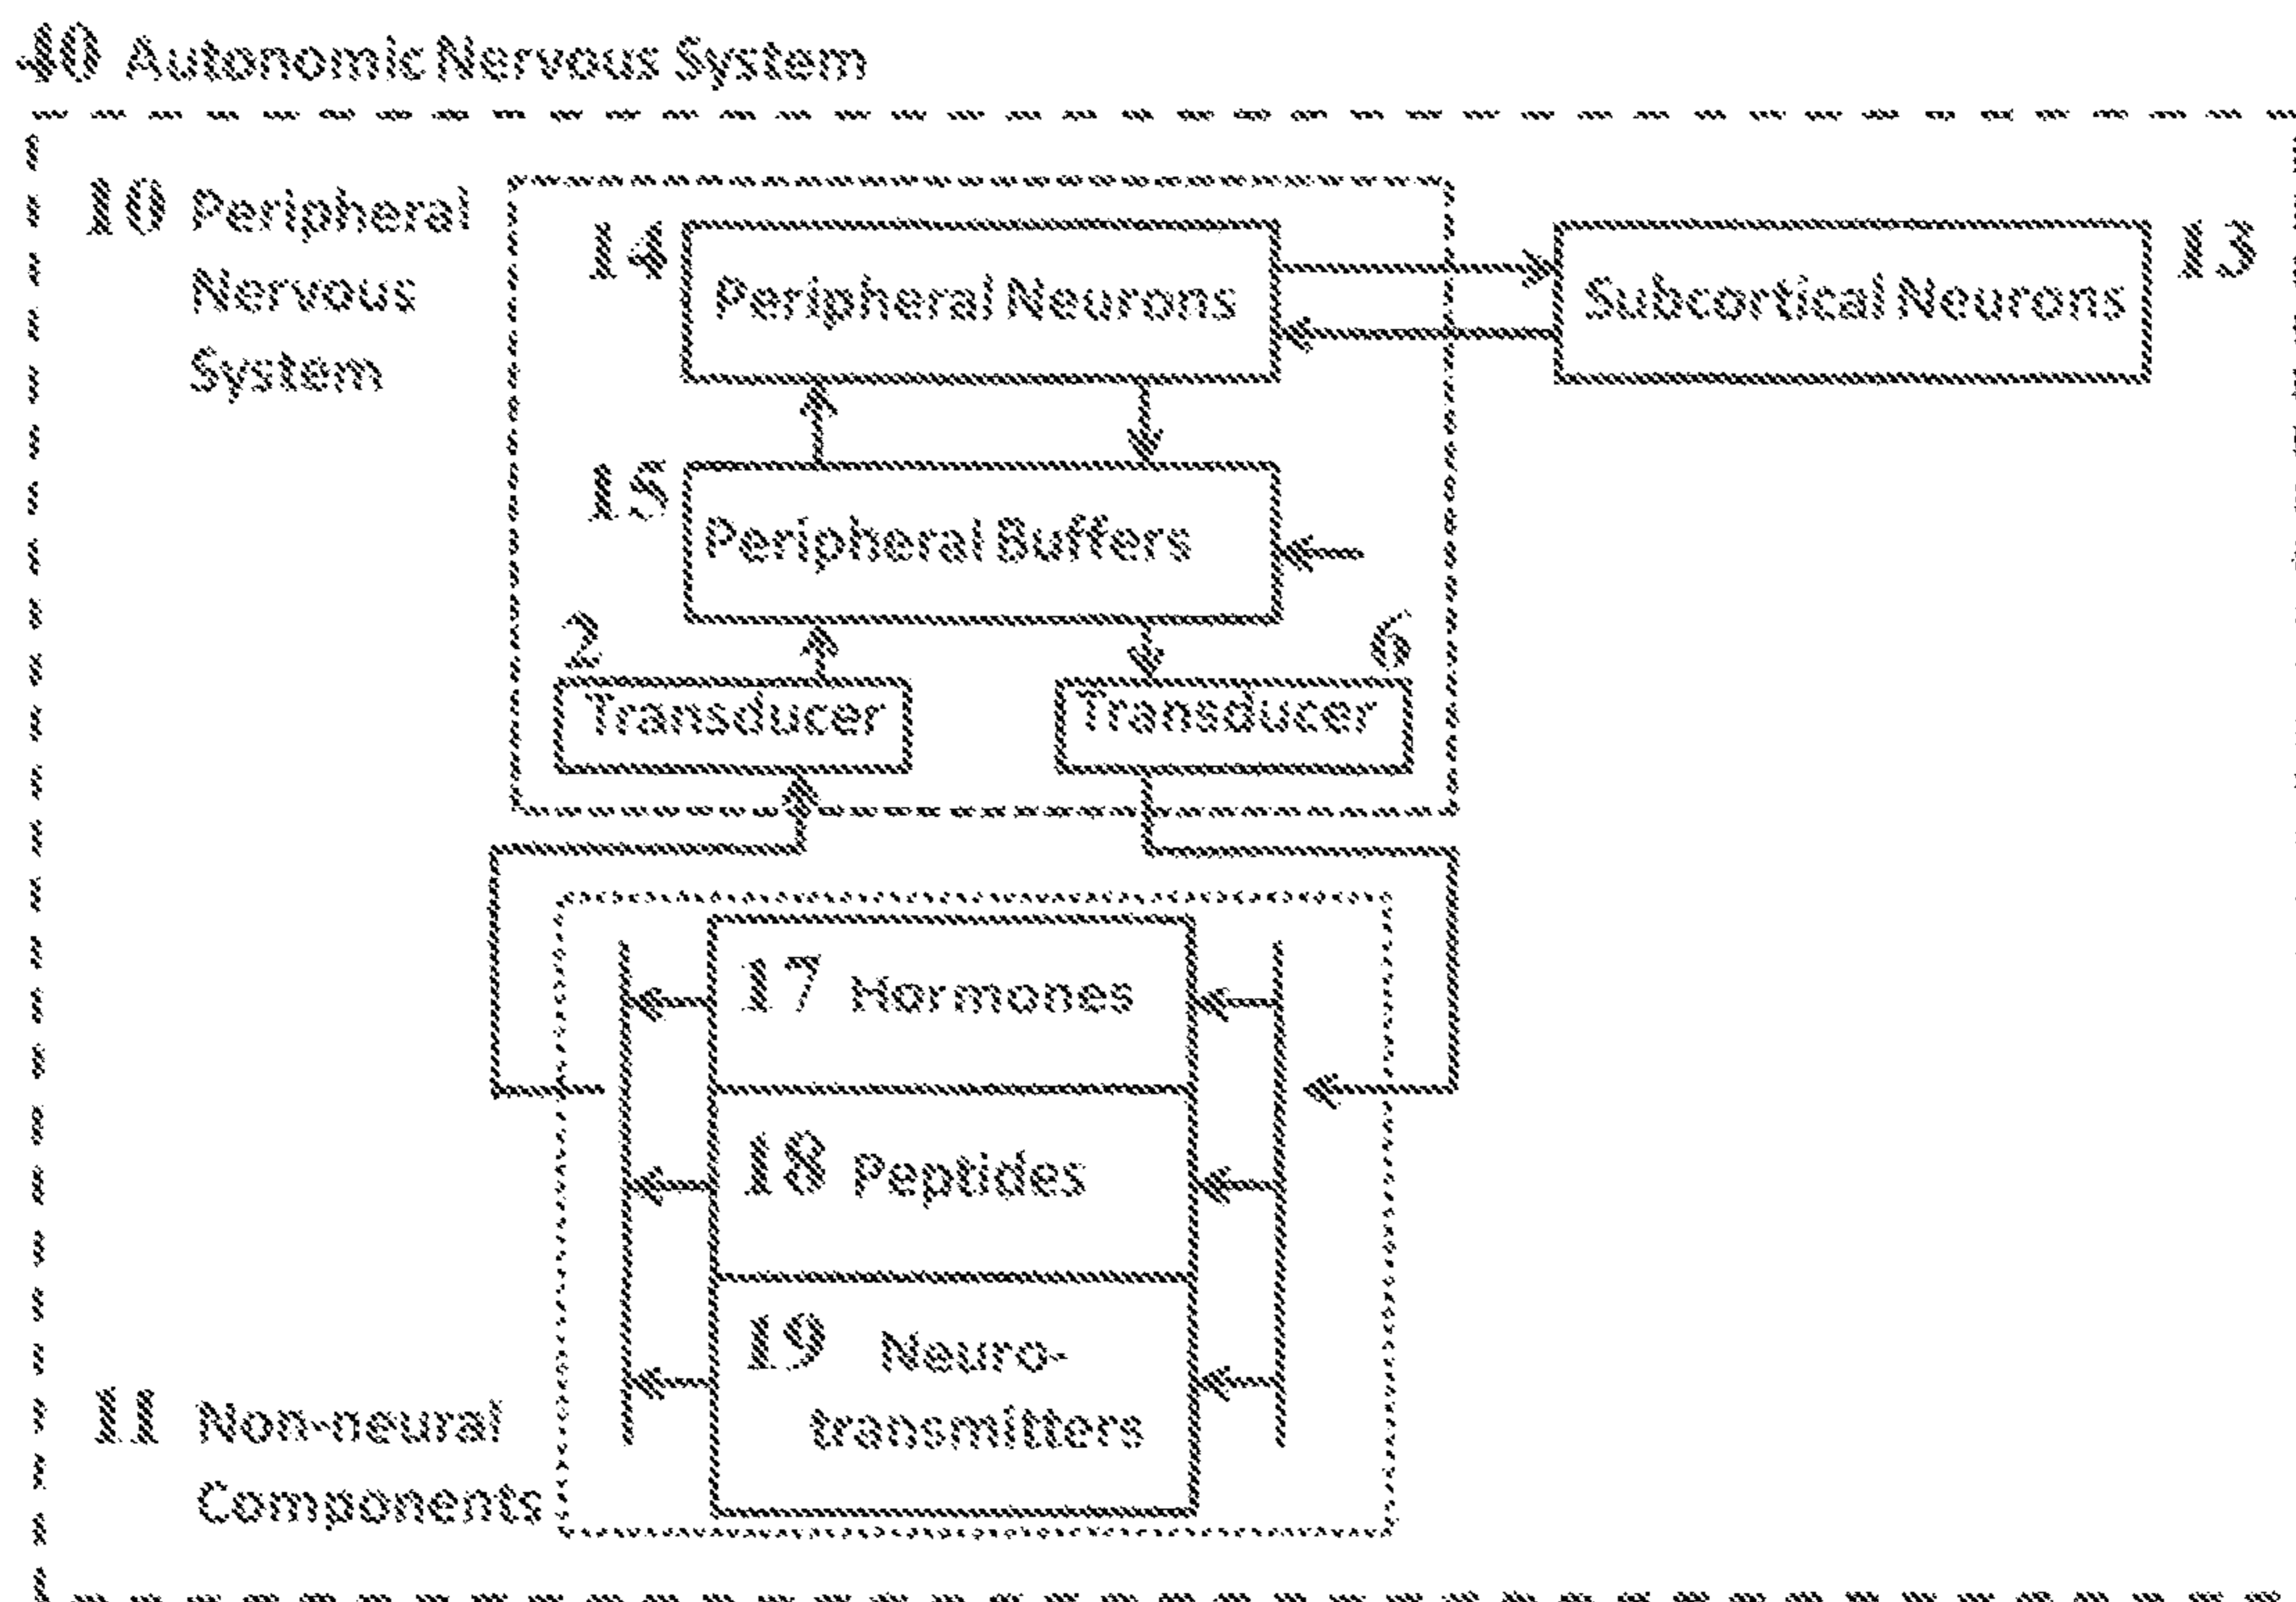 40 Autonomic Nervous System
10 Peripheral
Nervous
System
14
Peripheral Neurons
Subcortical Neurons
13
15
Peripheral Buffers
2
Transducer
6
Transducer
17 Hormones
18 Peptides
19 Neuro-
transmitters
11 Non-neural
Components